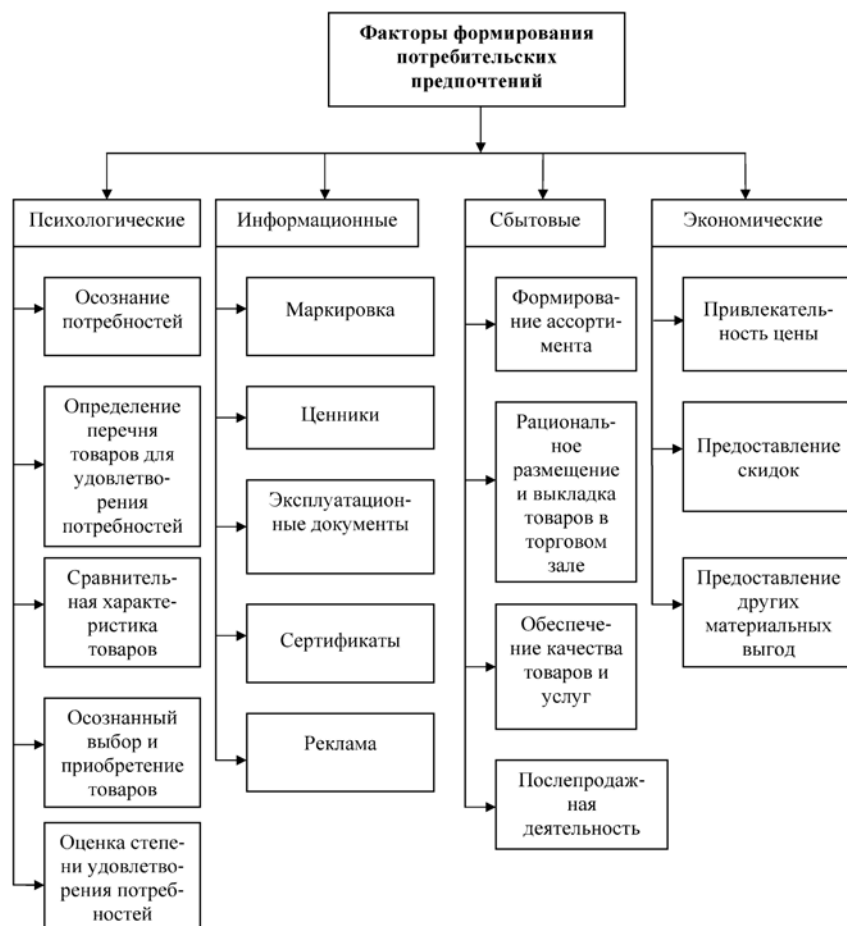 Факторы формирования
потребительских
предпочтений
Психологические
Осознание
потребностей
Определение
перечня
товаров для
удовлетво-
рения
потребностей
Сравнитель-
ная характе-
ристика
товаров
Осознанный
выбор и
приобретение
товаров
Оценка степе-
ни удовлетво-
рения потреб-
ностей
Информационные
Маркировка
Ценники
Эксплуатацион-
ные документы
Сертификаты
Реклама
Сбытовые
Формирова-
ние ассорти-
мента
Рациональ-
ное
размещение
и выкладка
товаров в
торговом
зале
Обеспече-
ние качества
товаров и
услуг
Послепродаж-
ная
деятельность
Экономические
Привлекатель-
ность цены
Предоставление
скидок
Предоставление
других
материальных
выгод